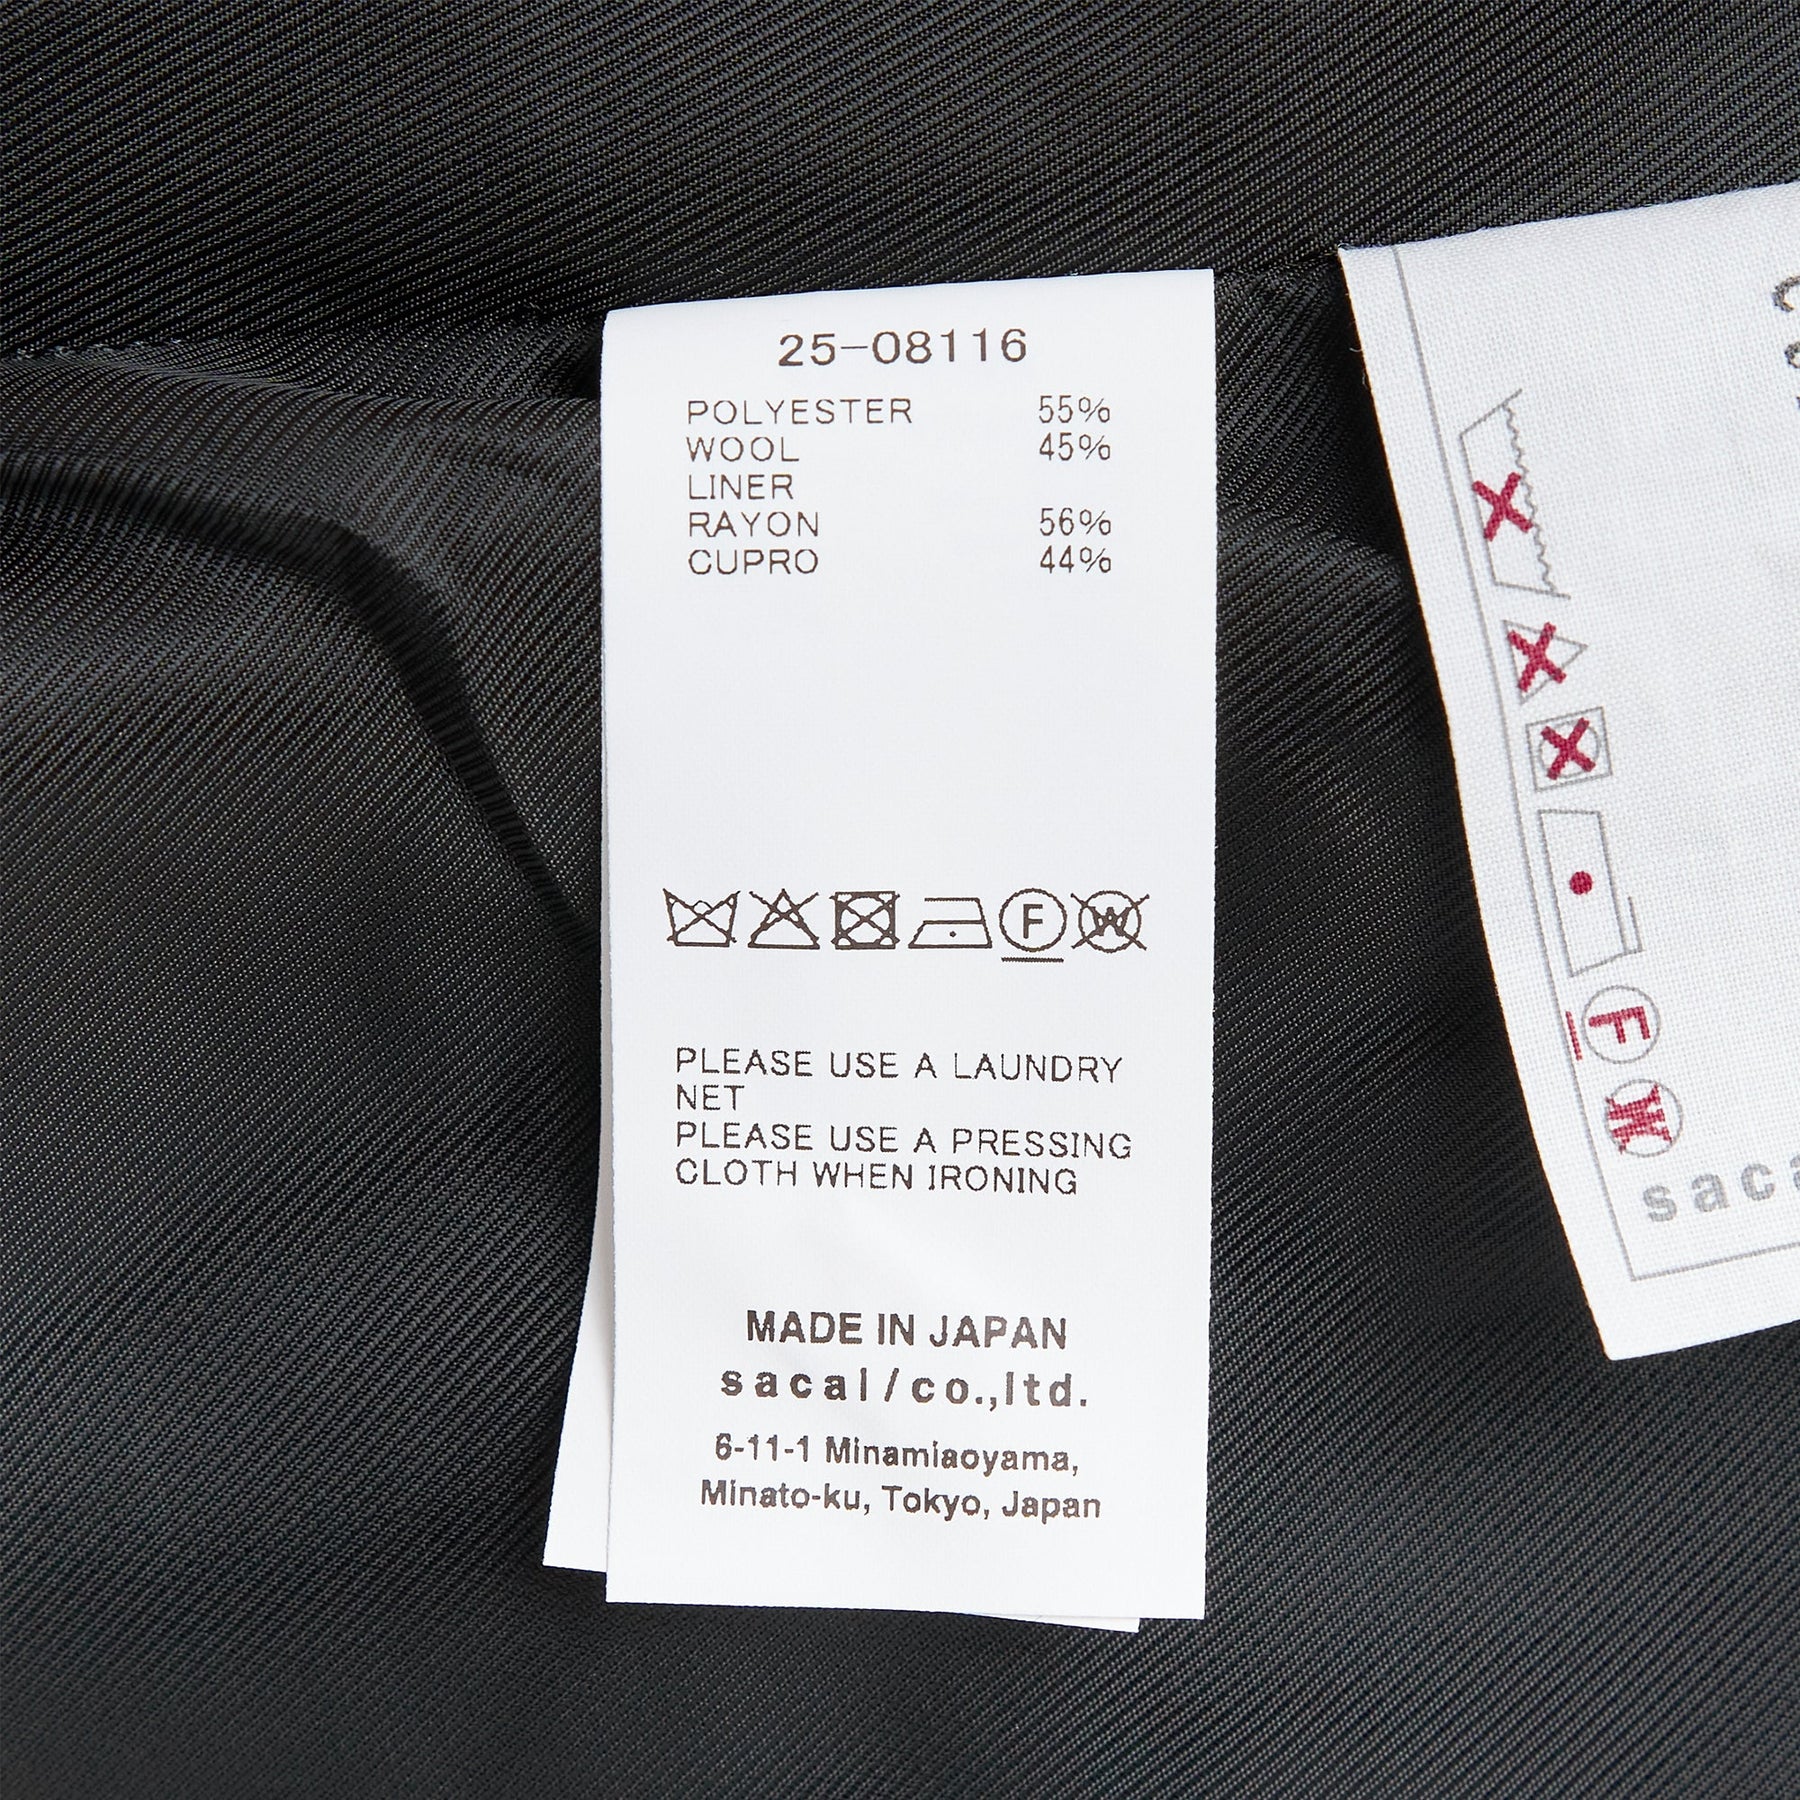 25-08116
POLYESTER 55%
WOOL 45%
LINER
RAYON 56%
CUPRO 44%
F W
PLEASE USE A LAUNDRY
NET
PLEASE USE A PRESSING
CLOTH WHEN IRONING
MADE IN JAPAN
sacai/co.,ltd.
6-11-1 Minamiaoyama,
Minato-ku, Tokyo, Japan
F
W